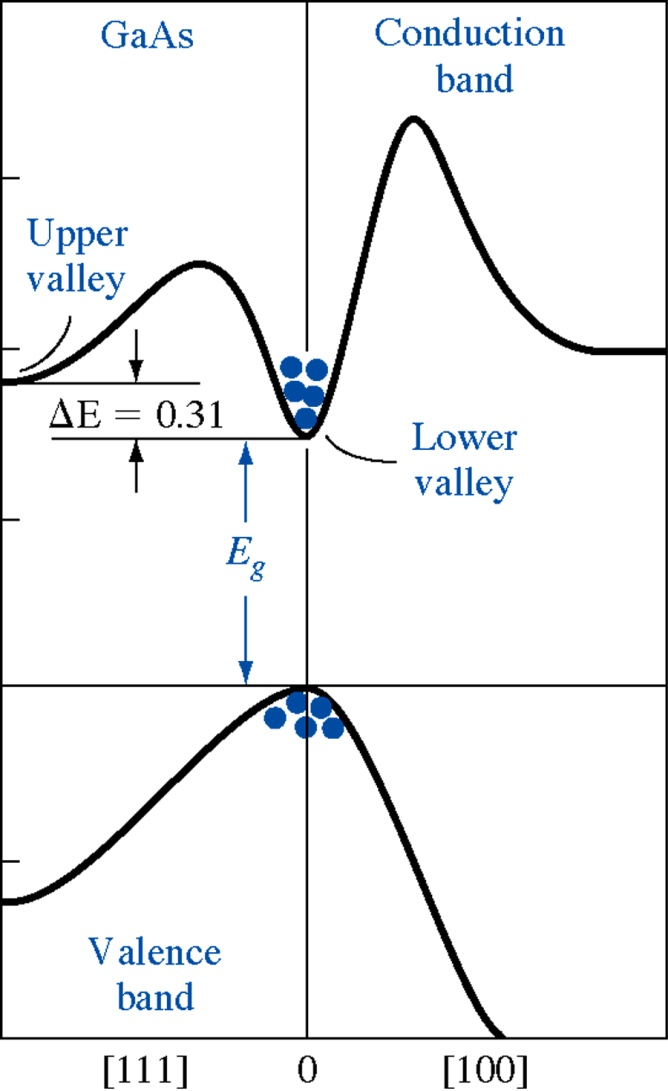 GaAs
Conduction
band
Upper
valley
ΔE = 0.31
Lower
valley
E_g
Valence
band
[111]
0
[100]